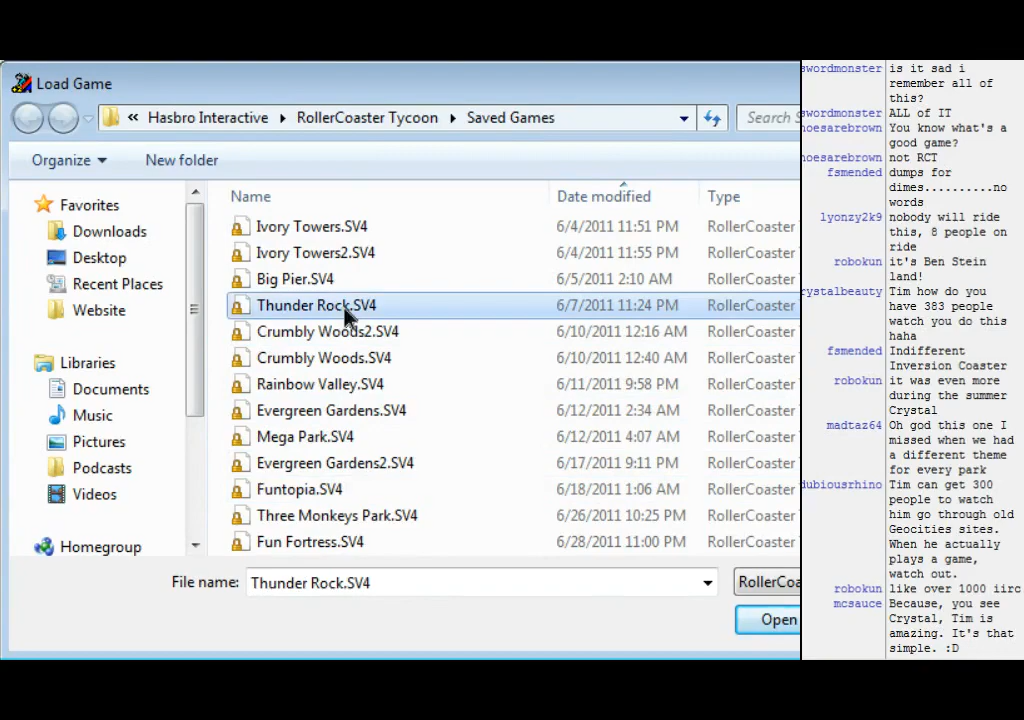 Load Game
« Hasbro Interactive RollerCoaster Tycoon Saved Games Search S
Organize New folder
Name Date modified Type
Favorites
Downloads
Desktop
Recent Places
Website
Libraries
Documents
Music
Pictures
Podcasts
Videos
Homegroup
Ivory Towers.SV4 6/4/2011 11:51 PM RollerCoaster
Ivory Towers2.SV4 6/4/2011 11:55 PM RollerCoaster
Big Pier.SV4 6/5/2011 2:10 AM RollerCoaster
Thunder Rock.SV4 6/7/2011 11:24 PM RollerCoaster
Crumbly Woods2.SV4 6/10/2011 12:16 AM RollerCoaster
Crumbly Woods.SV4 6/10/2011 12:40 AM RollerCoaster
Rainbow Valley.SV4 6/11/2011 9:58 PM RollerCoaster
Evergreen Gardens.SV4 6/12/2011 2:34 AM RollerCoaster
Mega Park.SV4 6/12/2011 4:07 AM RollerCoaster
Evergreen Gardens2.SV4 6/17/2011 9:11 PM RollerCoaster
Funtopia.SV4 6/18/2011 1:06 AM RollerCoaster
Three Monkeys Park.SV4 6/26/2011 10:25 PM RollerCoaster
Fun Fortress.SV4 6/28/2011 11:00 PM RollerCoaster
File name: Thunder Rock.SV4 RollerCoa
Open
swordmonster is it sad i
remember all of
this?
swordmonster ALL of IT
hoesarebrown You know what's a
good game?
hoesarebrown not RCT
fsmended dumps for
dimes..........no
words
lyonzy2k9 nobody will ride
this, 8 people on
ride
robokun it's Ben Stein
land!
rystalbeauty Tim how do you
have 383 people
watch you do this
haha
fsmended Indifferent
Inversion Coaster
robokun it was even more
during the summer
Crystal
madtaz64 Oh god this one I
missed when we had
a different theme
for every park
dubiousrhino Tim can get 300
people to watch
him go through old
Geocities sites.
When he actually
plays a game,
watch out.
robokun like over 1000 iirc
mcsauce Because, you see
Crystal, Tim is
amazing. It's that
simple. :D